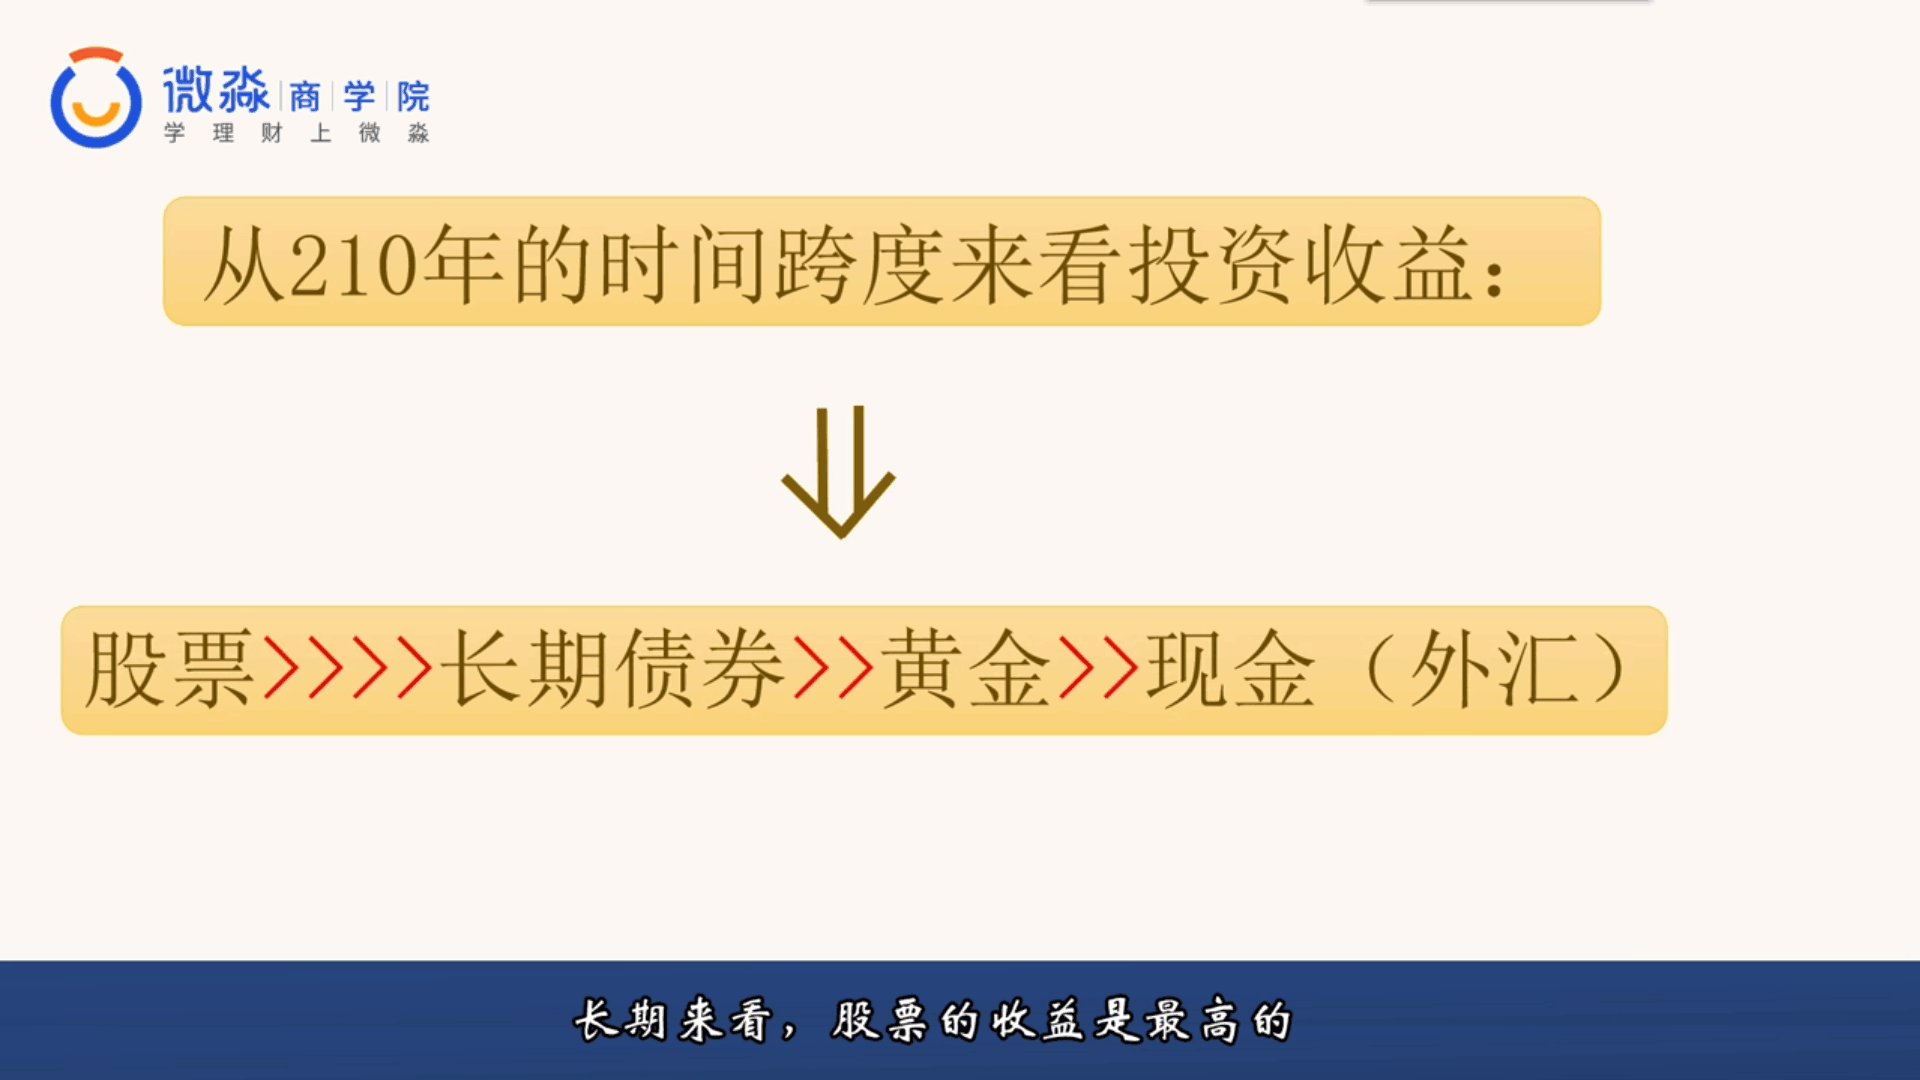 微淼商学院
学理财上微淼
从210年的时间跨度来看投资收益：
股票>>>>长期债券>>黄金>>现金（外汇）
长期来看，股票的收益是最高的